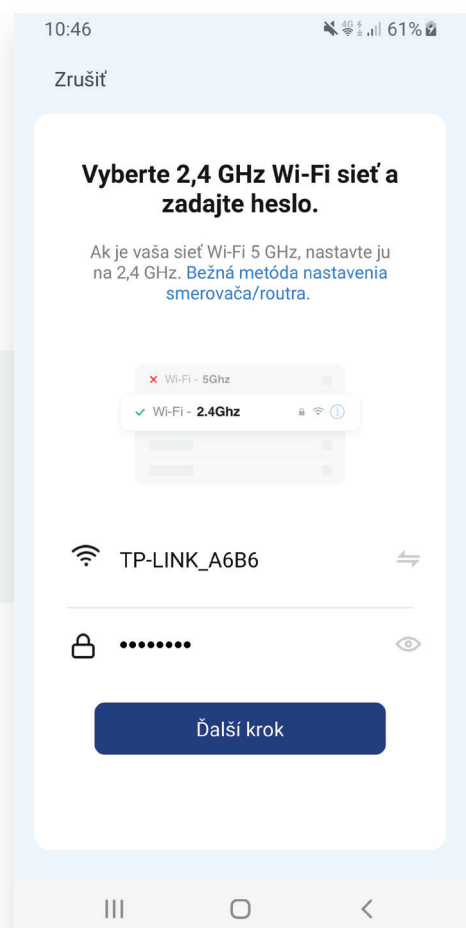 10:46
4G 61%
Zrušiť
Vyberte 2,4 GHz Wi-Fi sieť a
zadajte heslo.
Ak je vaša sieť Wi-Fi 5 GHz, nastavte ju
na 2,4 GHz. Bežná metóda nastavenia
smerovača/routra.
Wi-Fi - 5Ghz
Wi-Fi - 2.4Ghz
TP-LINK_A6B6
••••••••
Ďalší krok